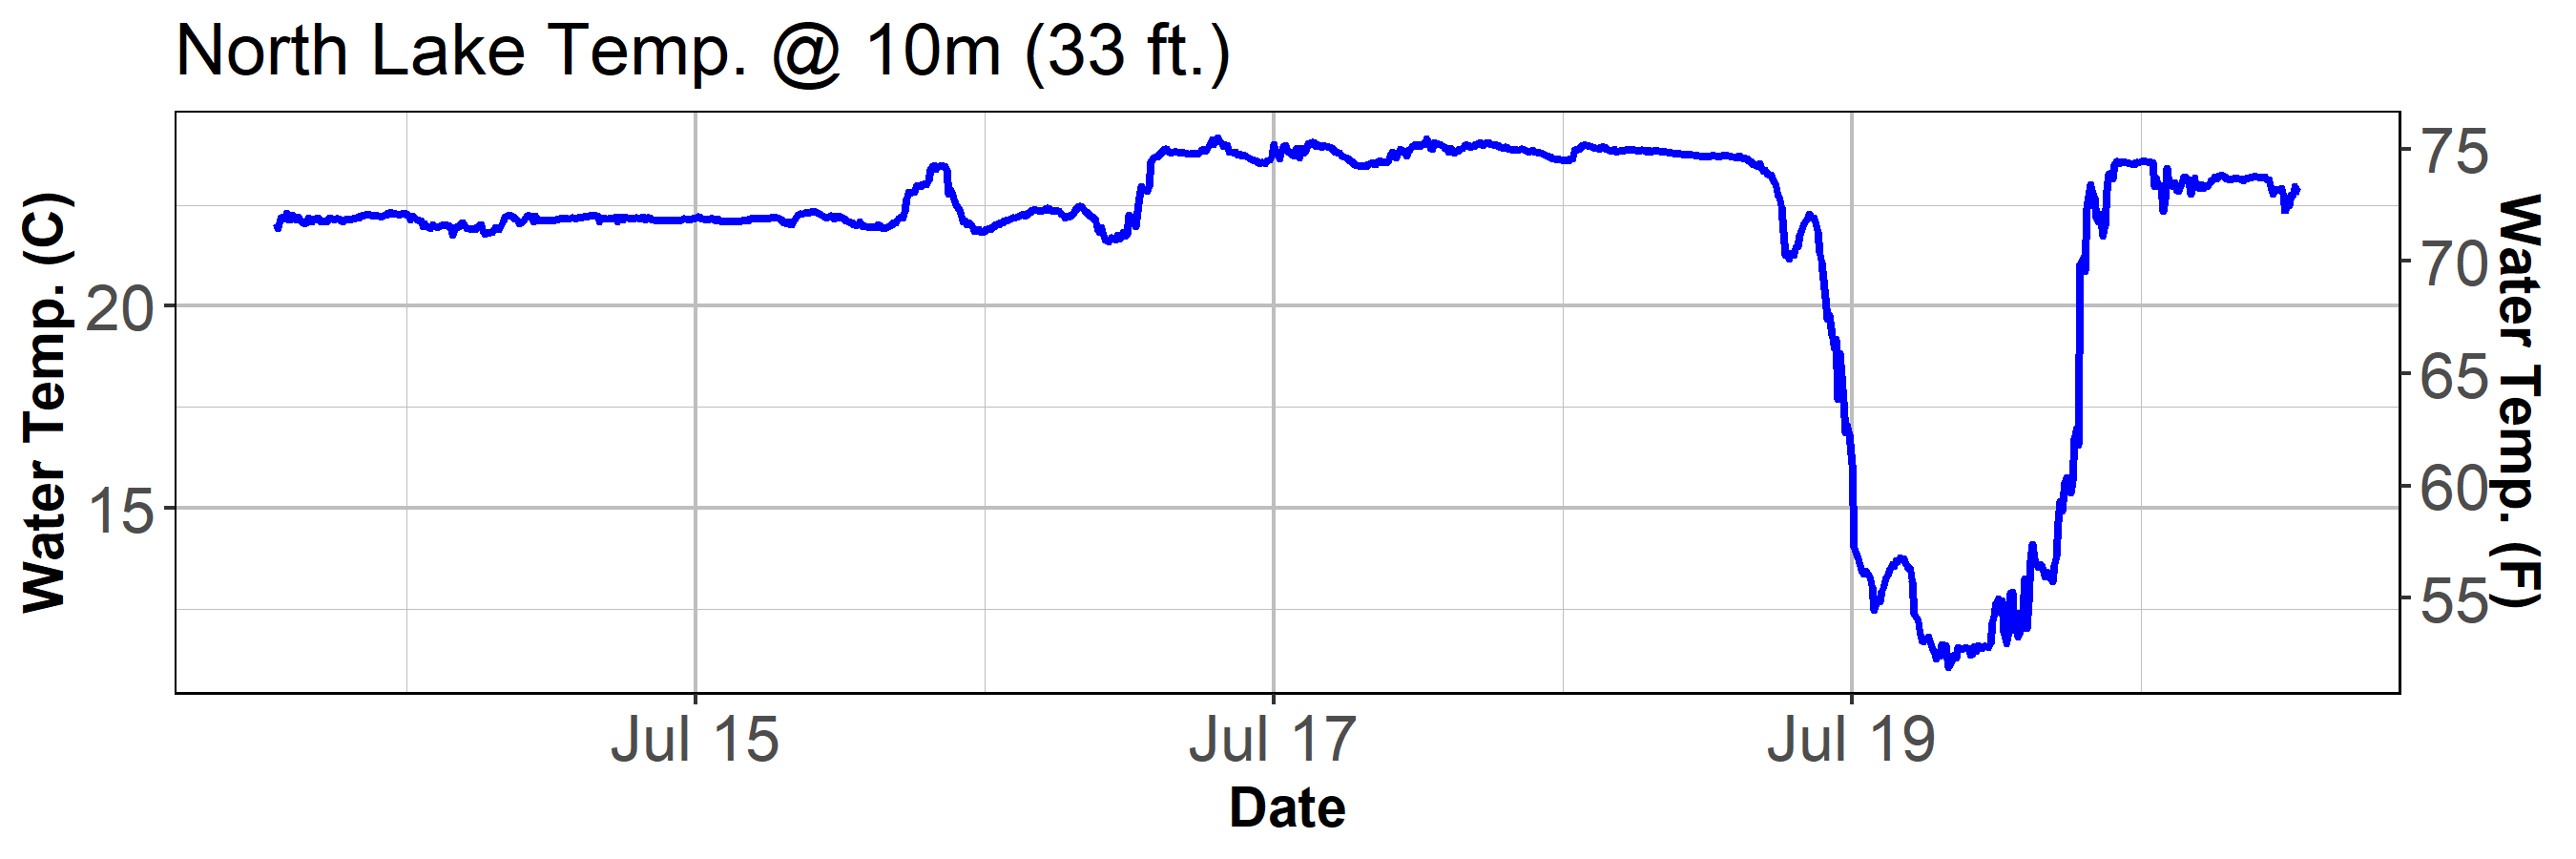 North Lake Temp. @ 10m (33 ft.)
Water Temp. (C)
20
15
75
70
65
60
55
Water Temp. (F)
Jul 15
Jul 17
Jul 19
Date